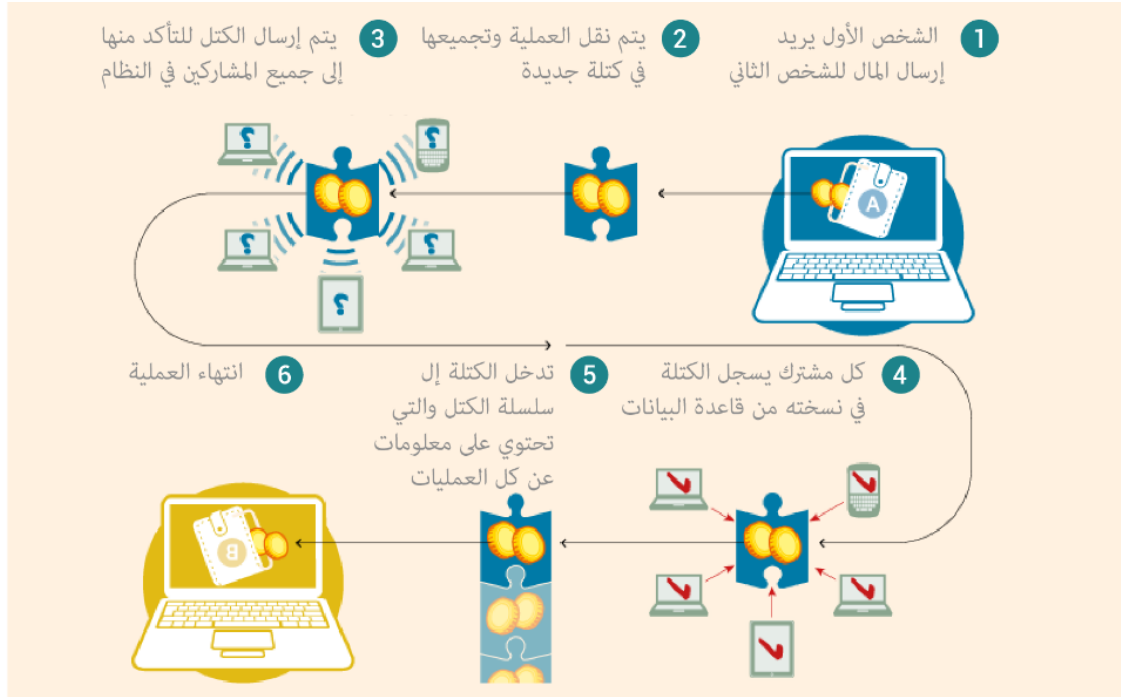 1
الشخص الأول يريد
إرسال المال للشخص الثاني
2
يتم نقل العملية وتجميعها
في كتلة جديدة
3
يتم إرسال الكتل للتأكد منها
إلى جميع المشاركين في النظام
؟
؟
؟
؟
؟
A
4
كل مشترك يسجل الكتلة
في نسخته من قاعدة البيانات
5
تدخل الكتلة إل
سلسلة الكتل والتي
تحتوي على معلومات
عن كل العمليات
6
انتهاء العملية
B